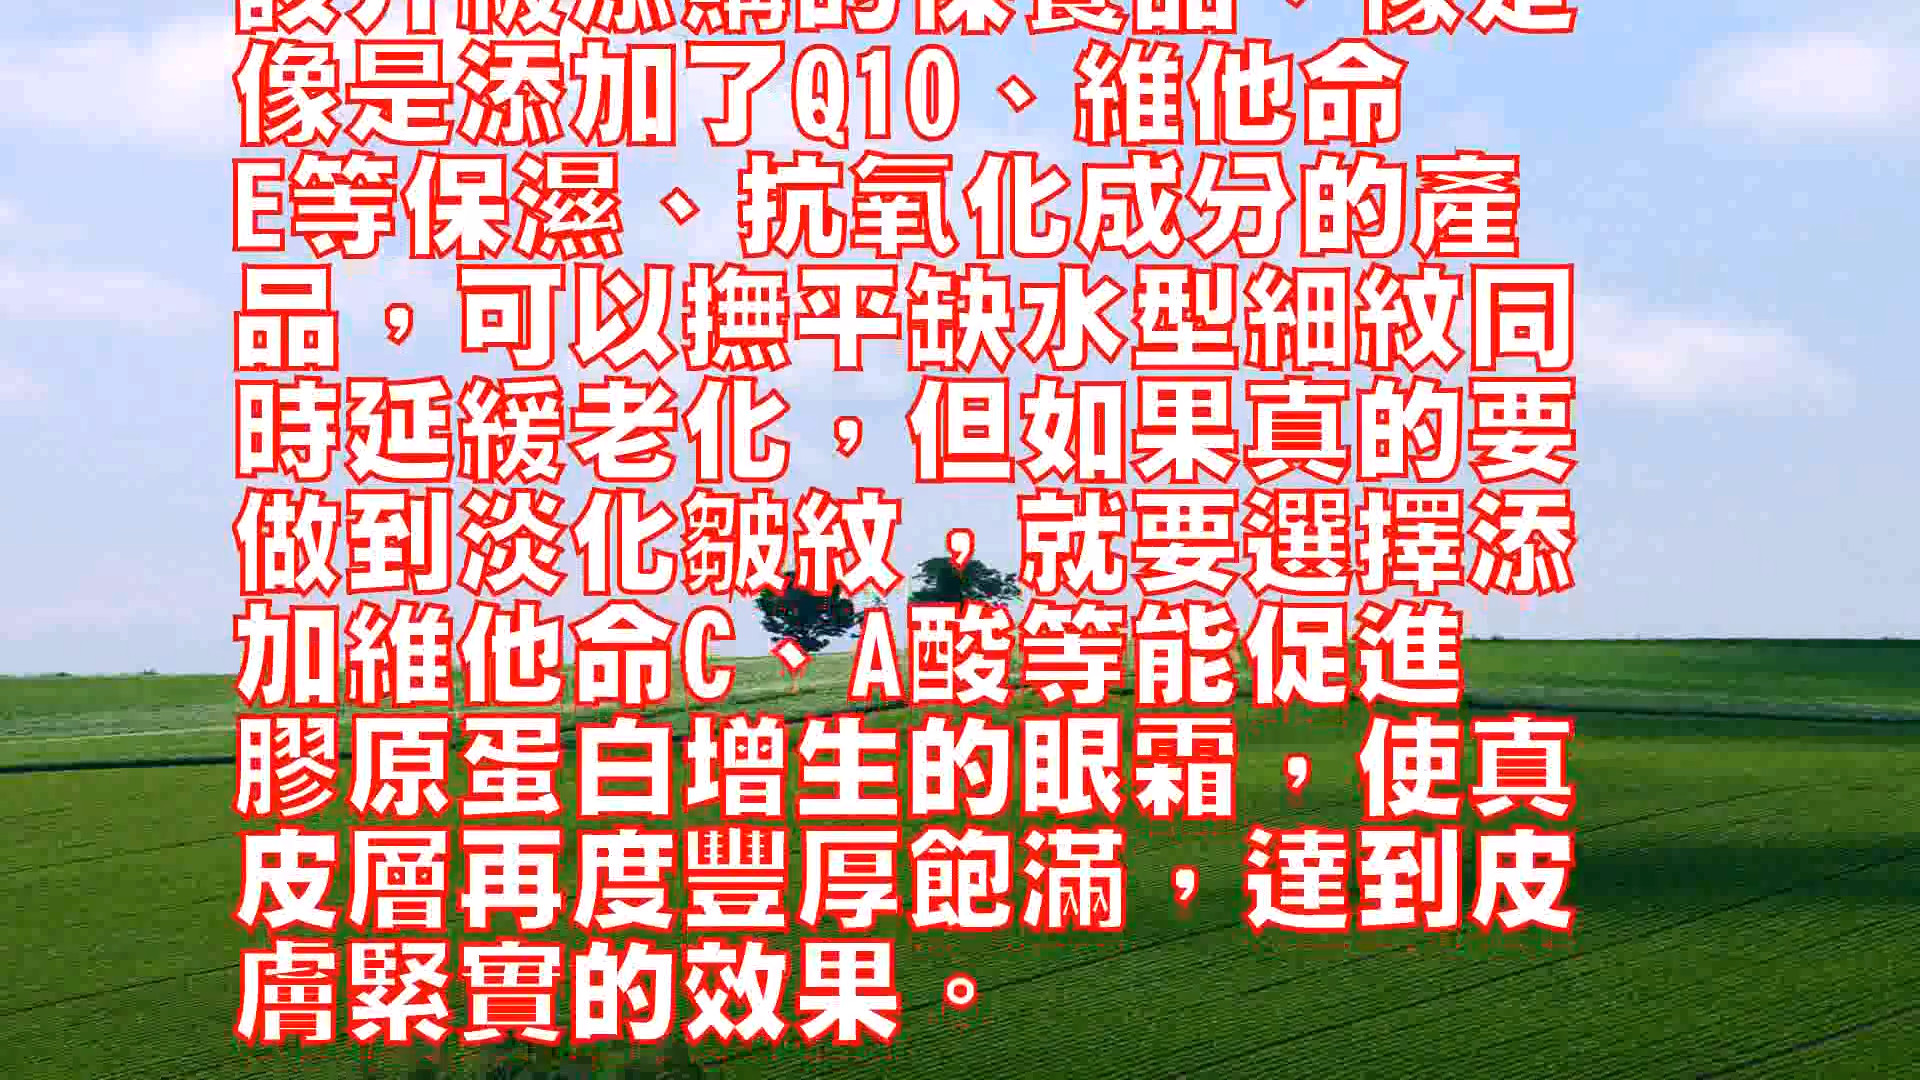 像是添加了Q10、維他命
E等保濕、抗氧化成分的產
品，可以撫平缺水型細紋同
時延緩老化，但如果真的要
做到淡化皺紋，就要選擇添
加維他命C、A酸等能促進
膠原蛋白增生的眼霜，使真
皮層再度豐厚飽滿，達到皮
膚緊實的效果。